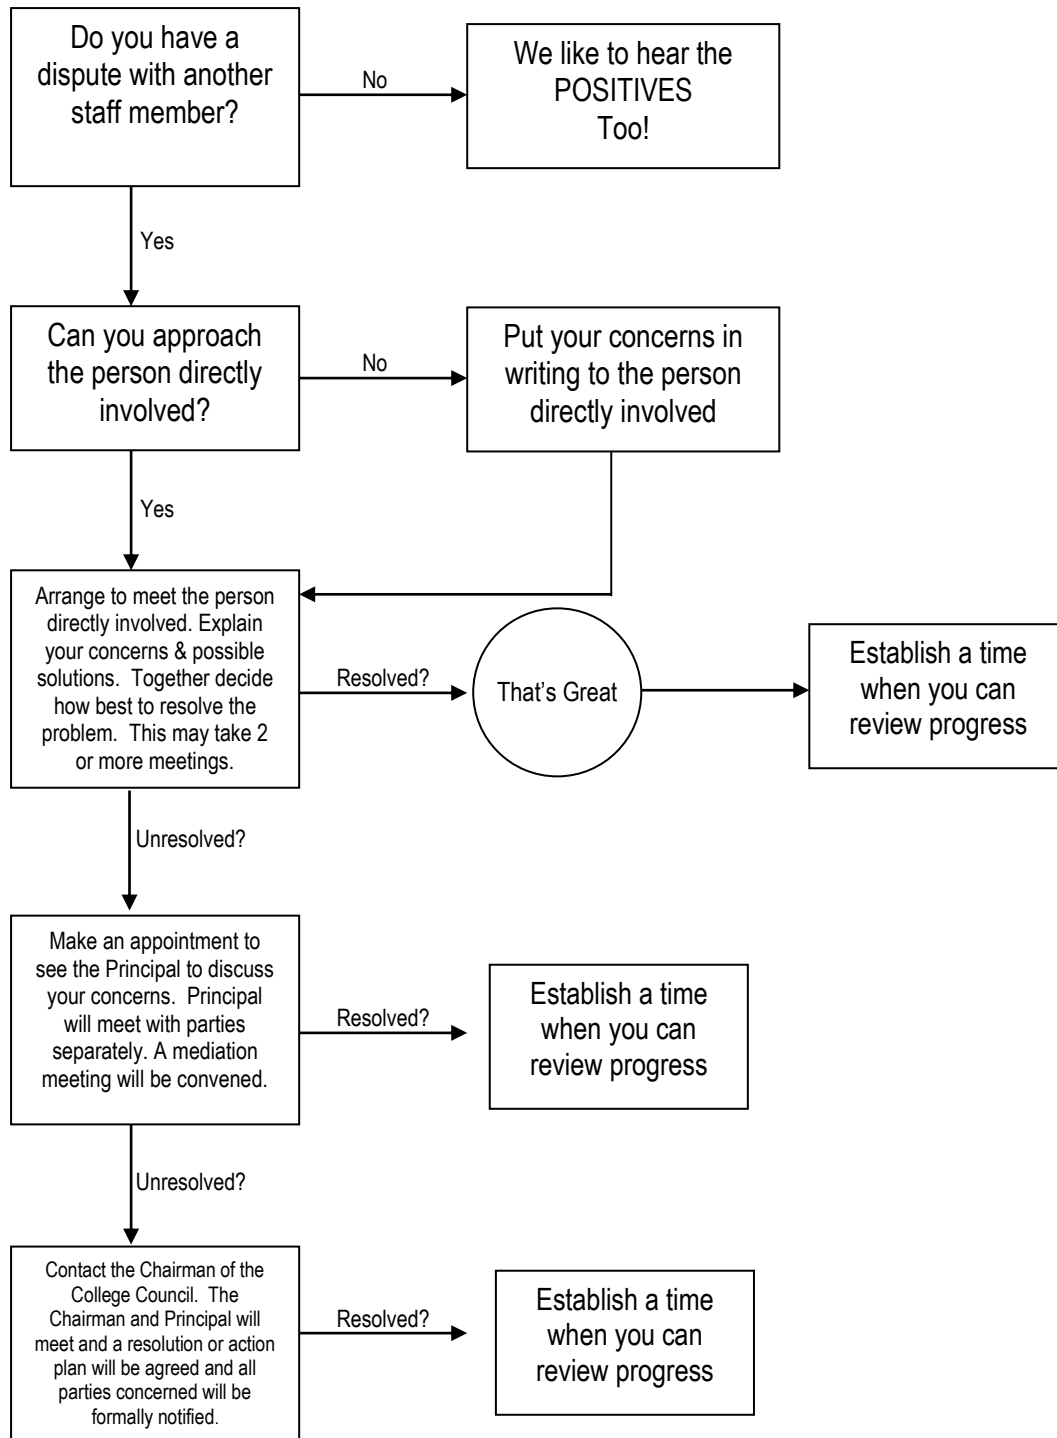 Do you have a
dispute with another
staff member?
No
We like to hear the
POSITIVES
Too!
Yes
Can you approach
the person directly
involved?
No
Put your concerns in
writing to the person
directly involved
Yes
Arrange to meet the person
directly involved. Explain
your concerns & possible
solutions.  Together decide
how best to resolve the
problem.  This may take 2
or more meetings.
Resolved?
That's Great
Establish a time
when you can
review progress
Unresolved?
Make an appointment to
see the Principal to discuss
your concerns.  Principal
will meet with parties
separately. A mediation
meeting will be convened.
Resolved?
Establish a time
when you can
review progress
Unresolved?
Contact the Chairman of the
College Council.  The
Chairman and Principal will
meet and a resolution or action
plan will be agreed and all
parties concerned will be
formally notified.
Resolved?
Establish a time
when you can
review progress